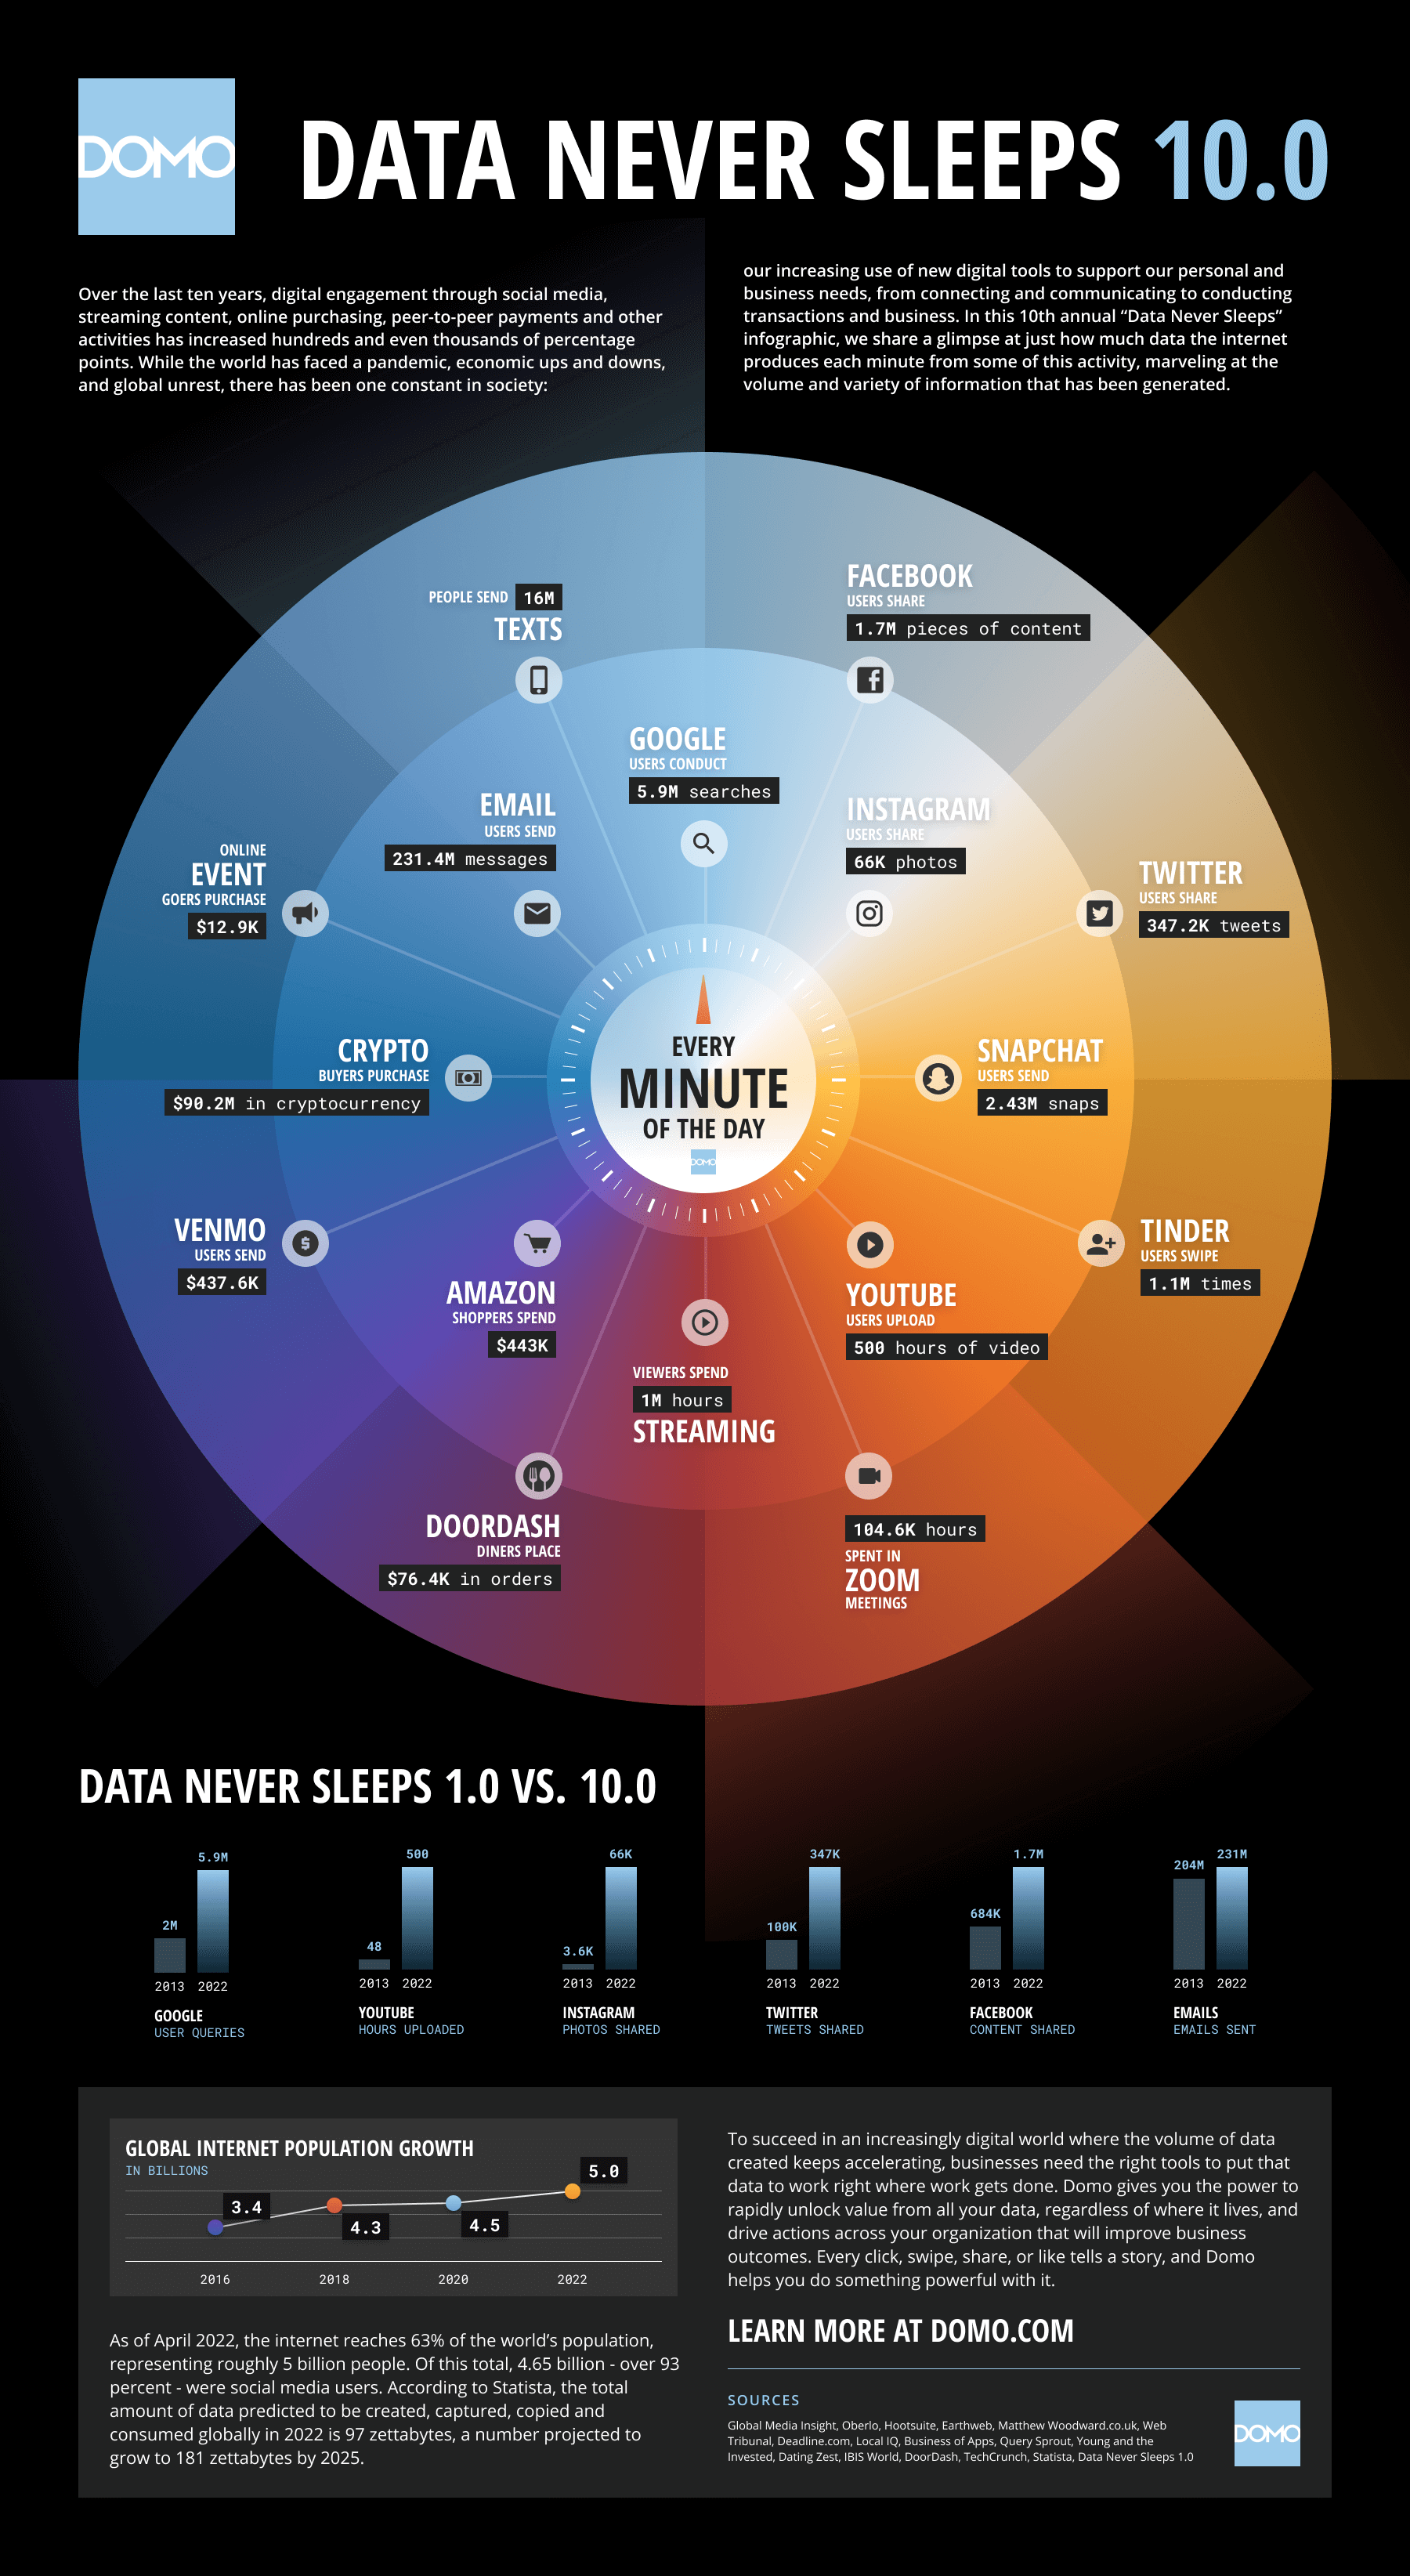 DOMO
DATA NEVER SLEEPS 10.0
Over the last ten years, digital engagement through social media,
streaming content, online purchasing, peer-to-peer payments and other
activities has increased hundreds and even thousands of percentage
points. While the world has faced a pandemic, economic ups and downs,
and global unrest, there has been one constant in society:
our increasing use of new digital tools to support our personal and
business needs, from connecting and communicating to conducting
transactions and business. In this 10th annual “Data Never Sleeps”
infographic, we share a glimpse at just how much data the internet
produces each minute from some of this activity, marveling at the
volume and variety of information that has been generated.
PEOPLE SEND 16M
TEXTS
FACEBOOK
USERS SHARE
1.7M pieces of content
GOOGLE
USERS CONDUCT
5.9M searches
EMAIL
USERS SEND
231.4M messages
INSTAGRAM
USERS SHARE
66K photos
ONLINE
EVENT
GOERS PURCHASE
$12.9K
TWITTER
USERS SHARE
347.2K tweets
CRYPTO
BUYERS PURCHASE
$90.2M in cryptocurrency
EVERY
MINUTE
OF THE DAY
DOMO
SNAPCHAT
USERS SEND
2.43M snaps
VENMO
USERS SEND
$437.6K
AMAZON
SHOPPERS SPEND
$443K
VIEWERS SPEND
1M hours
STREAMING
YOUTUBE
USERS UPLOAD
500 hours of video
TINDER
USERS SWIPE
1.1M times
DOORDASH
DINERS PLACE
$76.4K in orders
104.6K hours
SPENT IN
ZOOM
MEETINGS
DATA NEVER SLEEPS 1.0 VS. 10.0
2M
5.9M
2013 2022
GOOGLE
USER QUERIES
48
500
2013 2022
YOUTUBE
HOURS UPLOADED
3.6K
66K
2013 2022
INSTAGRAM
PHOTOS SHARED
100K
347K
2013 2022
TWITTER
TWEETS SHARED
684K
1.7M
2013 2022
FACEBOOK
CONTENT SHARED
204M
231M
2013 2022
EMAILS
EMAILS SENT
GLOBAL INTERNET POPULATION GROWTH
IN BILLIONS
3.4
4.3
4.5
5.0
2016 2018 2020 2022
As of April 2022, the internet reaches 63% of the world’s population,
representing roughly 5 billion people. Of this total, 4.65 billion - over 93
percent - were social media users. According to Statista, the total
amount of data predicted to be created, captured, copied and
consumed globally in 2022 is 97 zettabytes, a number projected to
grow to 181 zettabytes by 2025.
To succeed in an increasingly digital world where the volume of data
created keeps accelerating, businesses need the right tools to put that
data to work right where work gets done. Domo gives you the power to
rapidly unlock value from all your data, regardless of where it lives, and
drive actions across your organization that will improve business
outcomes. Every click, swipe, share, or like tells a story, and Domo
helps you do something powerful with it.
LEARN MORE AT DOMO.COM
SOURCES
Global Media Insight, Oberlo, Hootsuite, Earthweb, Matthew Woodward.co.uk, Web
Tribunal, Deadline.com, Local IQ, Business of Apps, Query Sprout, Young and the
Invested, Dating Zest, IBIS World, DoorDash, TechCrunch, Statista, Data Never Sleeps 1.0
DOMO